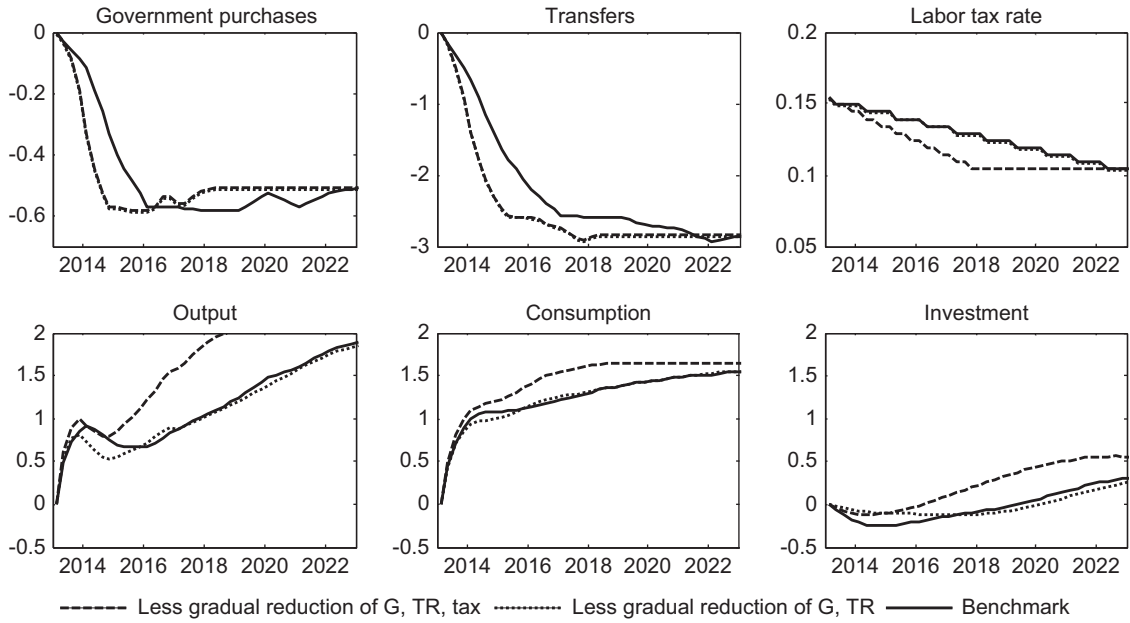 Government purchases
0
-0.2
-0.4
-0.6
2014 2016 2018 2020 2022
Transfers
0
-1
-2
-3
2014 2016 2018 2020 2022
Labor tax rate
0.2
0.15
0.1
0.05
2014 2016 2018 2020 2022
Output
2
1.5
1
0.5
0
-0.5
2014 2016 2018 2020 2022
Consumption
2
1.5
1
0.5
0
-0.5
2014 2016 2018 2020 2022
Investment
2
1.5
1
0.5
0
-0.5
2014 2016 2018 2020 2022
Less gradual reduction of G, TR, tax Less gradual reduction of G, TR Benchmark